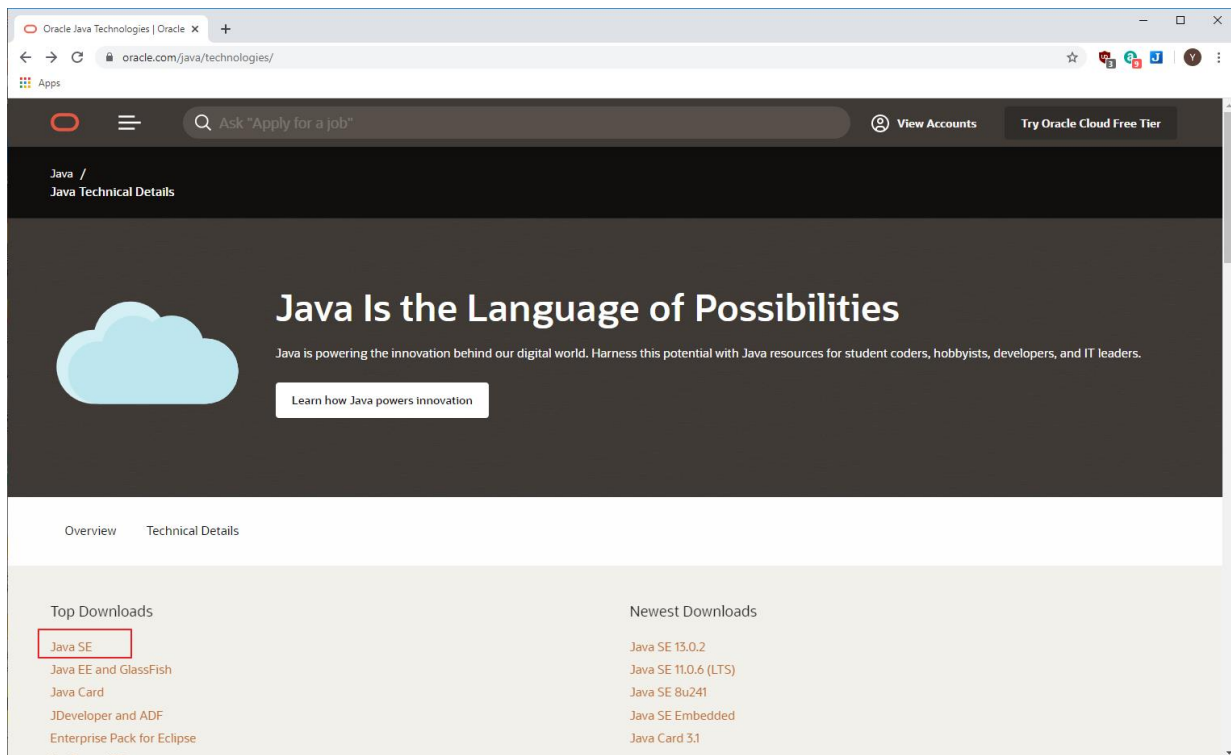 Oracle Java Technologies | Oracle
oracle.com/java/technologies/
3
9
J
Y
Apps
Ask "Apply for a job"
View Accounts
Try Oracle Cloud Free Tier
Java /
Java Technical Details
Java Is the Language of Possibilities
Java is powering the innovation behind our digital world. Harness this potential with Java resources for student coders, hobbyists, developers, and IT leaders.
Learn how Java powers innovation
Overview
Technical Details
Top Downloads
Java SE
Java EE and GlassFish
Java Card
JDeveloper and ADF
Enterprise Pack for Eclipse
Newest Downloads
Java SE 13.0.2
Java SE 11.0.6 (LTS)
Java SE 8u241
Java SE Embedded
Java Card 3.1